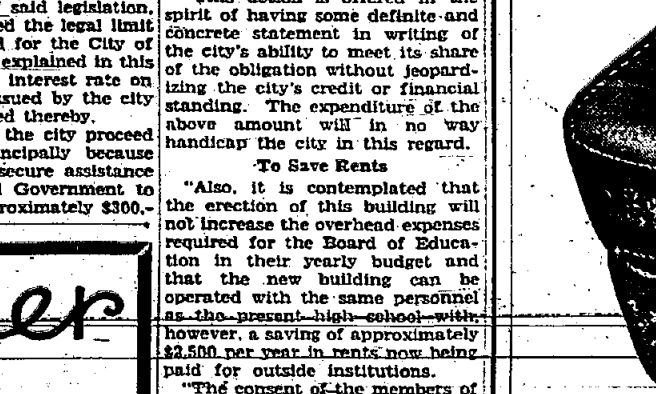 said legislation,
ed the legal limit
for the City of
explained in this
interest rate on
ssued by the city
ed thereby.
the city proceed
ncipally because
secure assistance
l Government to
roximately $300,-
er
spirit of having some definite and
concrete statement in writing of
the city's ability to meet its share
of the obligation without jeopard-
izing the city's credit or financial
standing. The expenditure of the
above amount will in no way
handicap the city in this regard.
To Save Rents
"Also, it is contemplated that
the erection of this building will
not increase the overhead expenses
required for the Board of Educa-
tion in their yearly budget and
that the new building can be
operated with the same personnel
as the present high school with,
however, a saving of approximately
$2,500 per year in rents now being
paid for outside institutions.
"The consent of the members of